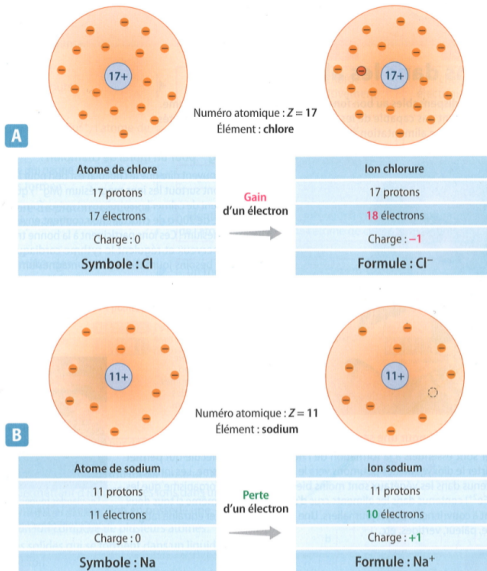 17+
17+
Numéro atomique : Z = 17
Élément : chlore
A
Atome de chlore
17 protons
17 électrons
Charge : 0
Symbole : Cl
Gain
d'un électron
Ion chlorure
17 protons
18 électrons
Charge : −1
Formule : Cl⁻
11+
11+
Numéro atomique : Z = 11
Élément : sodium
B
Atome de sodium
11 protons
11 électrons
Charge : 0
Symbole : Na
Perte
d'un électron
Ion sodium
11 protons
10 électrons
Charge : +1
Formule : Na⁺